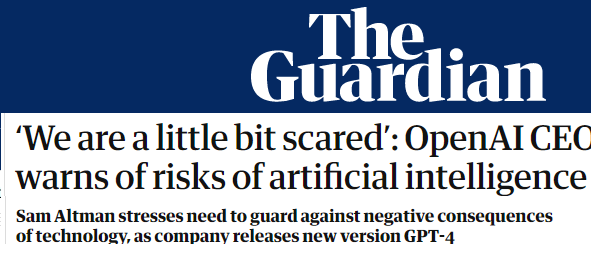 The
Guardian
‘We are a little bit scared’: OpenAI CEO
warns of risks of artificial intelligence
Sam Altman stresses need to guard against negative consequences
of technology, as company releases new version GPT-4